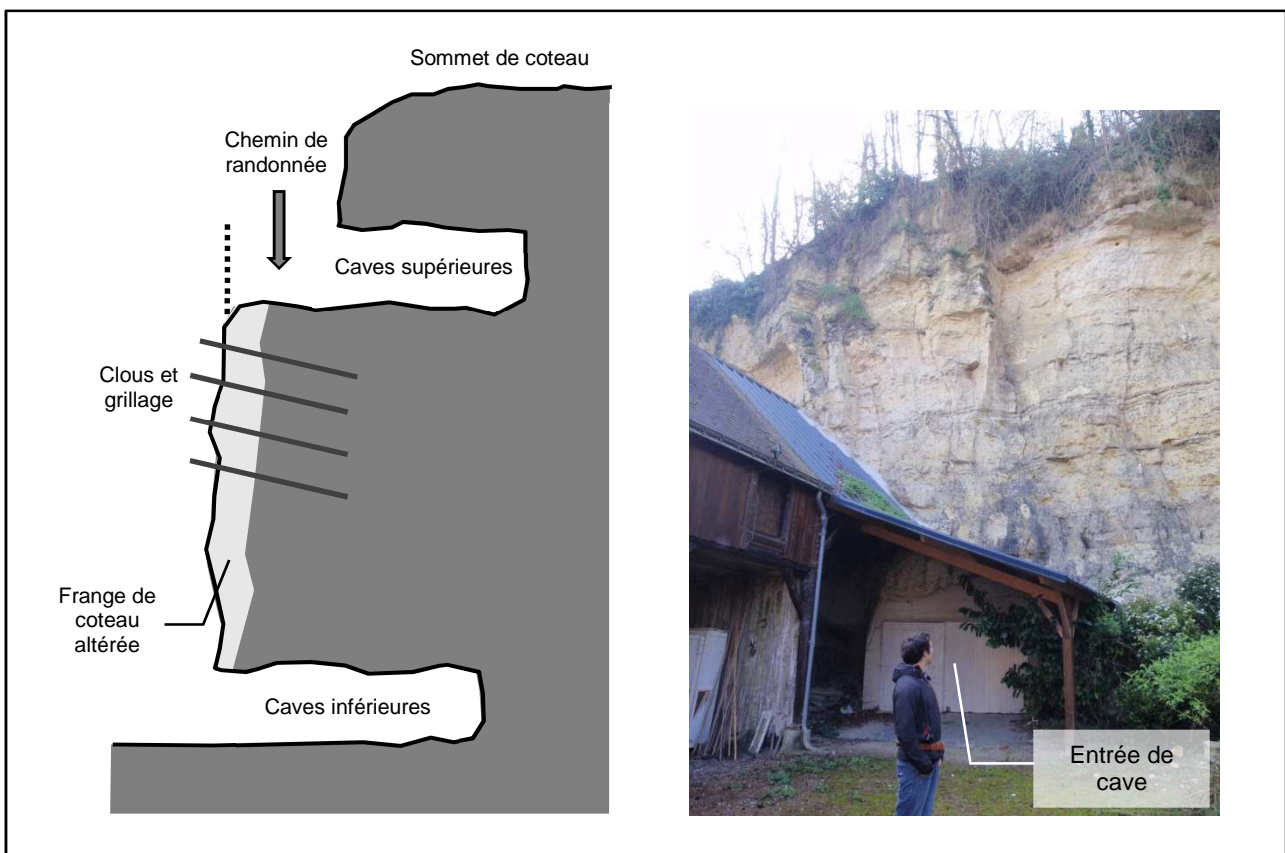 Sommet de coteau
Chemin de
randonnée
Caves supérieures
Clous et
grillage
Frange de
coteau
altérée
Caves inférieures
Entrée de
cave